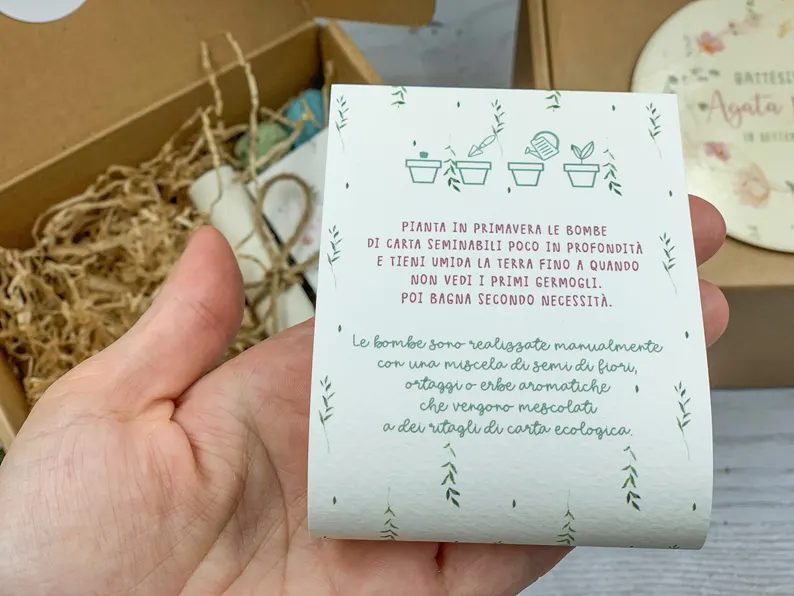 PIANTA IN PRIMAVERA LE BOMBE
DI CARTA SEMINABILI POCO IN PROFONDITÀ
E TIENI UMIDA LA TERRA FINO A QUANDO
NON VEDI I PRIMI GERMOGLI.
POI BAGNA SECONDO NECESSITÀ.
Le bombe sono realizzate manualmente
con una miscela di semi di fiori,
ortaggi o erbe aromatiche
che vengono mescolati
a dei ritagli di carta ecologica.
Agata